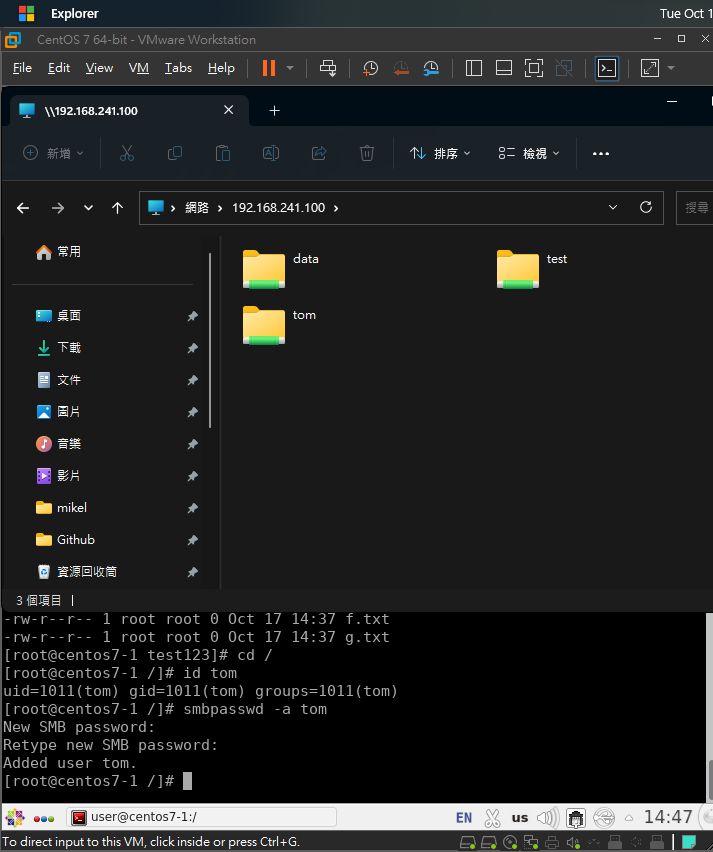 Explorer
Tue Oct 1
CentOS 7 64-bit - VMware Workstation
File Edit View VM Tabs Help
\\192.168.241.100
新增 排序 檢視
網路 192.168.241.100 搜尋
常用
桌面
下載
文件
圖片
音樂
影片
mikel
Github
資源回收筒
data
test
tom
3 個項目
-rw-r--r-- 1 root root 0 Oct 17 14:37 f.txt
-rw-r--r-- 1 root root 0 Oct 17 14:37 g.txt
[root@centos7-1 test123]# cd /
[root@centos7-1 /]# id tom
uid=1011(tom) gid=1011(tom) groups=1011(tom)
[root@centos7-1 /]# smbpasswd -a tom
New SMB password:
Retype new SMB password:
Added user tom.
[root@centos7-1 /]#
user@centos7-1:/ EN us 14:47
To direct input to this VM, click inside or press Ctrl+G.